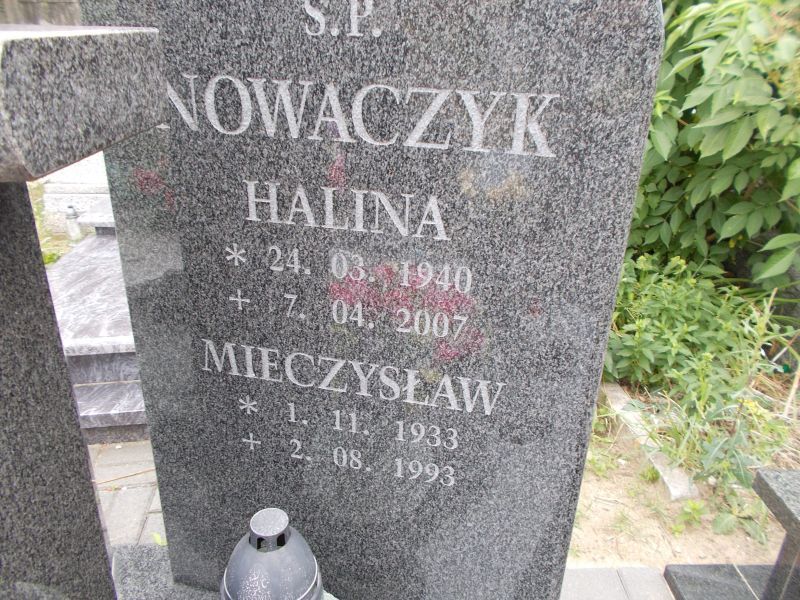 Ś.P.
NOWACZYK
HALINA
* 24. 03. 1940
+ 7. 04. 2007
MIECZYSŁAW
* 1. 11. 1933
+ 2. 08. 1993